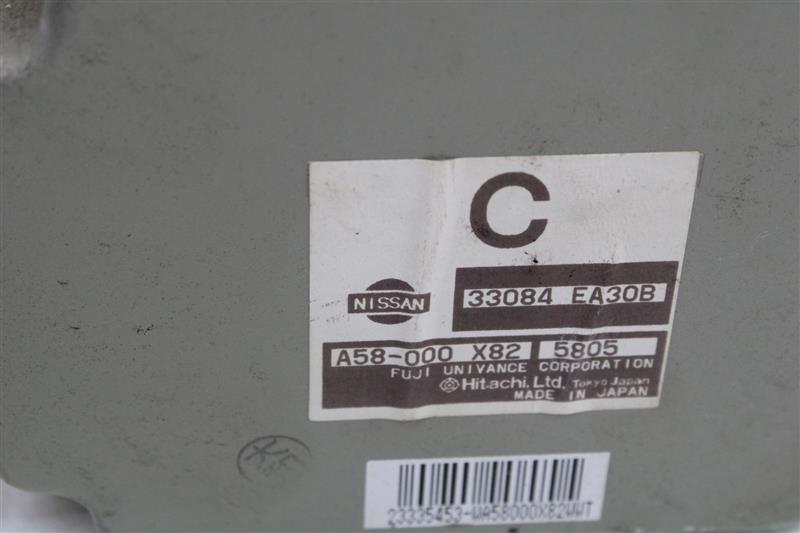 C
NISSAN
33084 EA30B
A58-000 X82 5805
FUJI UNIVANCE CORPORATION
Hitachi, Ltd. Tokyo Japan
MADE IN JAPAN
23335453-WA58000X82WWT